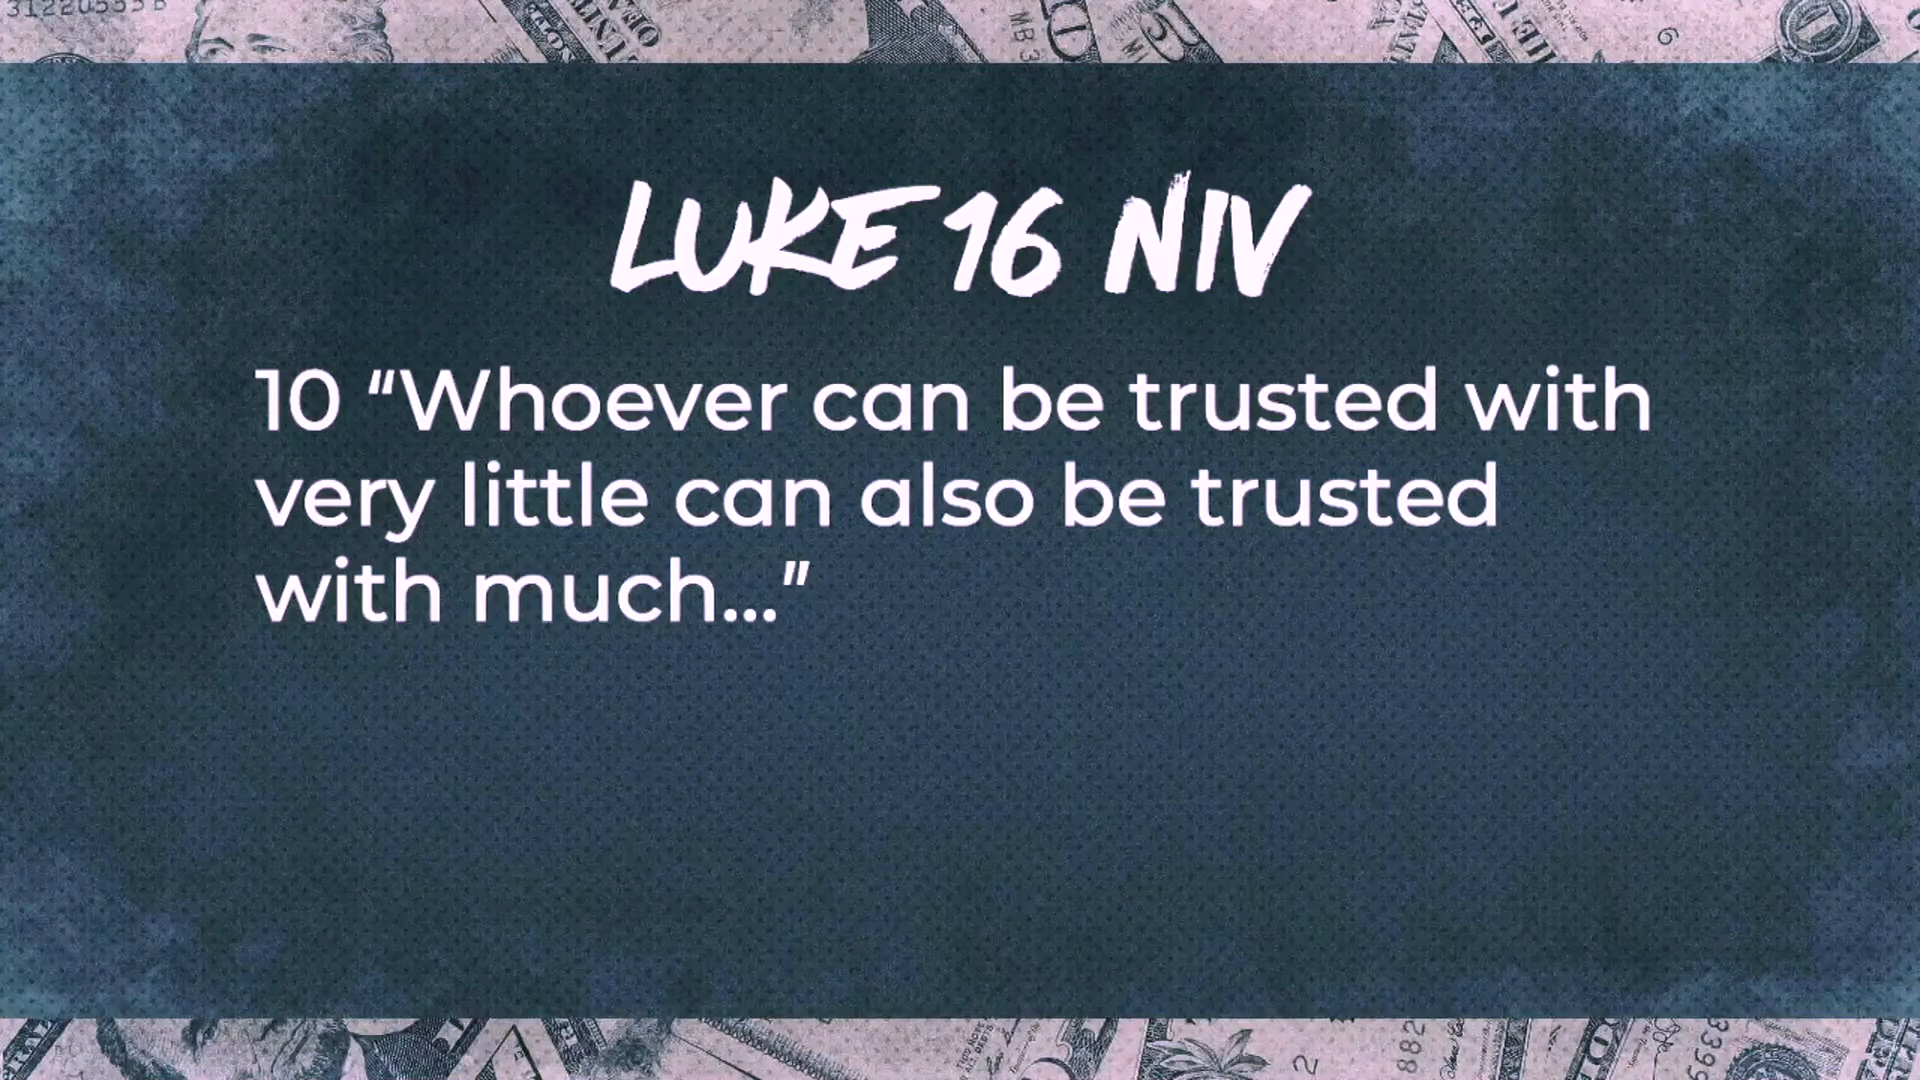 LUKE 16 NIV
10 “Whoever can be trusted with
very little can also be trusted
with much...”